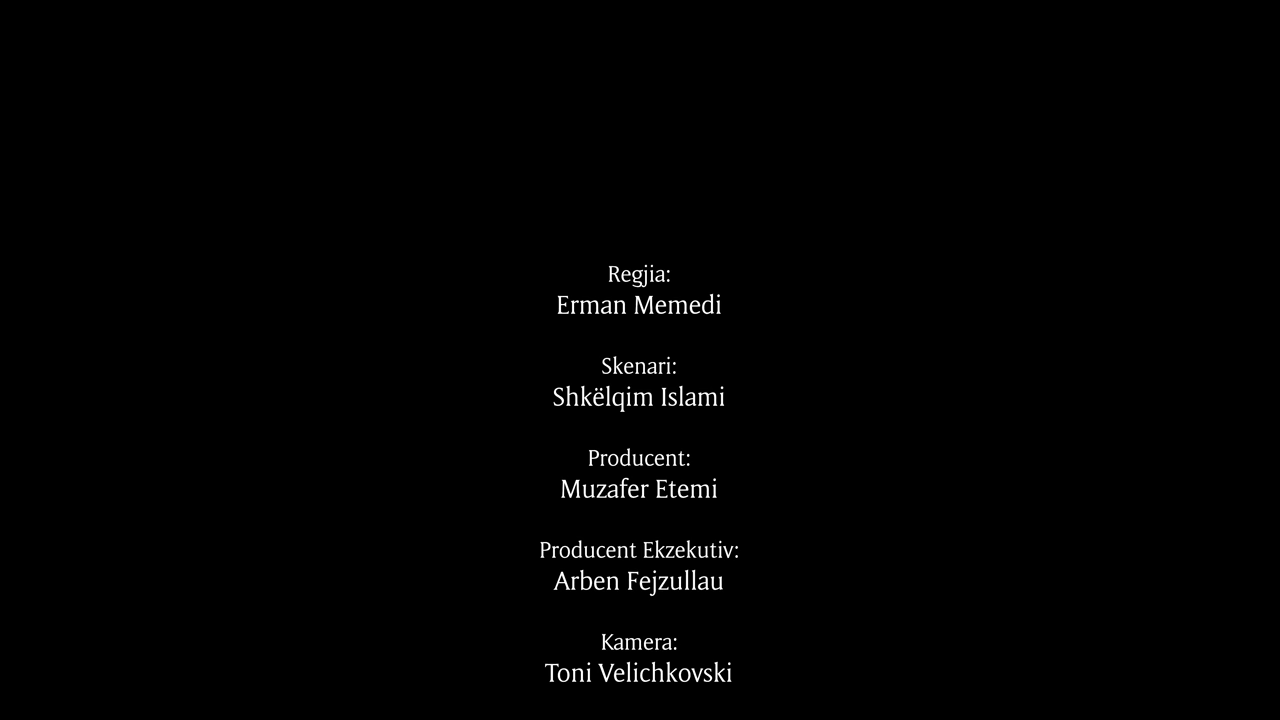 Regjia:
Erman Memedi
Skenari:
Shkëlqim Islami
Producent:
Muzafer Etemi
Producent Ekzekutiv:
Arben Fejzullau
Kamera:
Toni Velichkovski